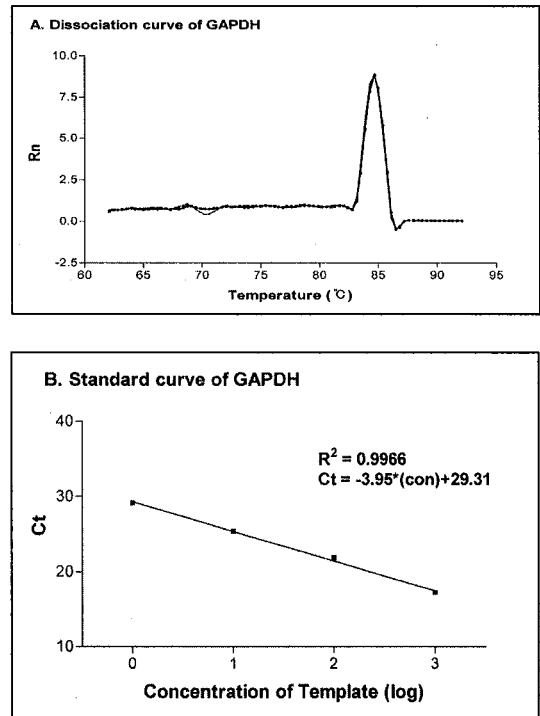 A. Dissociation curve of GAPDH
10.0
7.5
5.0
2.5
0.0
-2.5
Rn
60 65 70 75 80 85 90 95
Temperature (℃)
B. Standard curve of GAPDH
40
30
20
10
Ct
R² = 0.9966
Ct = -3.95*(con)+29.31
0 1 2 3
Concentration of Template (log)